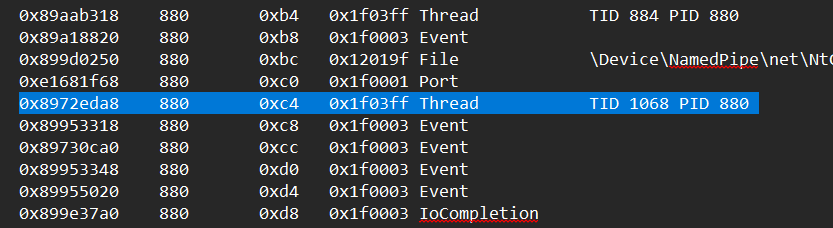 0x89aab318 880 0xb4 0x1f03ff Thread TID 884 PID 880
0x89a18820 880 0xb8 0x1f0003 Event
0x899d0250 880 0xbc 0x12019f File \Device\NamedPipe\net\NtC
0xe1681f68 880 0xc0 0x1f0001 Port
0x8972eda8 880 0xc4 0x1f03ff Thread TID 1068 PID 880
0x89953318 880 0xc8 0x1f0003 Event
0x89730ca0 880 0xcc 0x1f0003 Event
0x89953348 880 0xd0 0x1f0003 Event
0x89955020 880 0xd4 0x1f0003 Event
0x899e37a0 880 0xd8 0x1f0003 IoCompletion